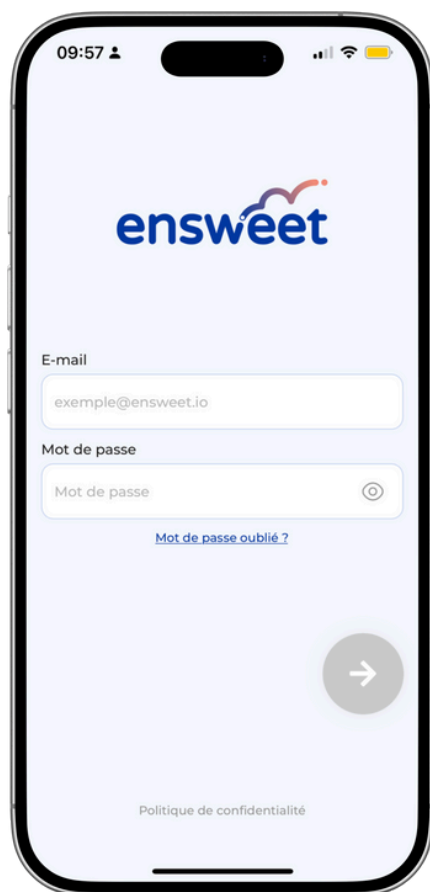 09:57
ensweet
E-mail
exemple@ensweet.io
Mot de passe
Mot de passe
Mot de passe oublié ?
Politique de confidentialité